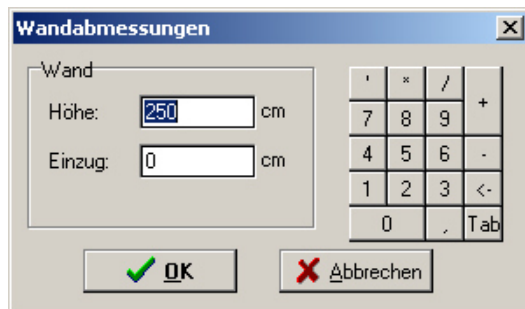 Wandabmessungen
Wand
Höhe: 250 cm
Einzug: 0 cm
' * / +
7 8 9
4 5 6 -
1 2 3 <-
0 , Tab
OK Abbrechen